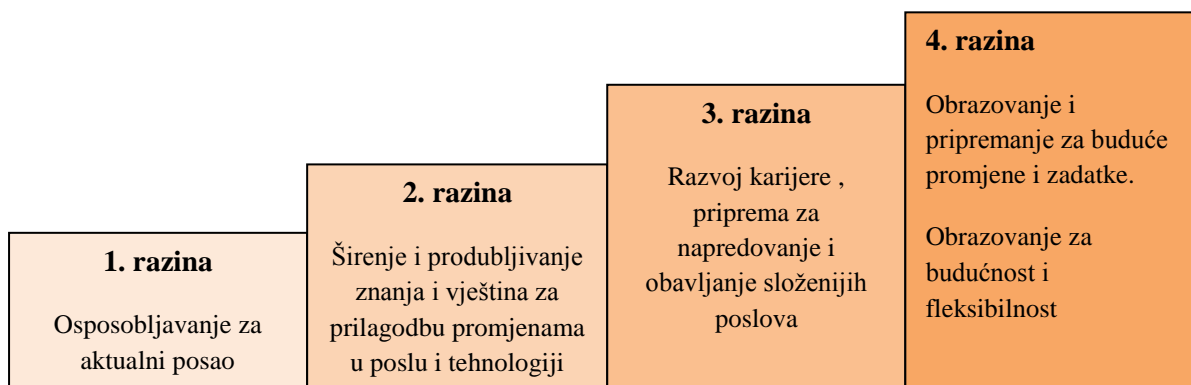 1. razina
Osposobljavanje za
aktualni posao
2. razina
Širenje i produbljivanje
znanja i vještina za
prilagodbu promjenama
u poslu i tehnologiji
3. razina
Razvoj karijere ,
priprema za
napredovanje i
obavljanje složenijih
poslova
4. razina
Obrazovanje i
pripremanje za buduće
promjene i zadatke.
Obrazovanje za
budućnost i
fleksibilnost